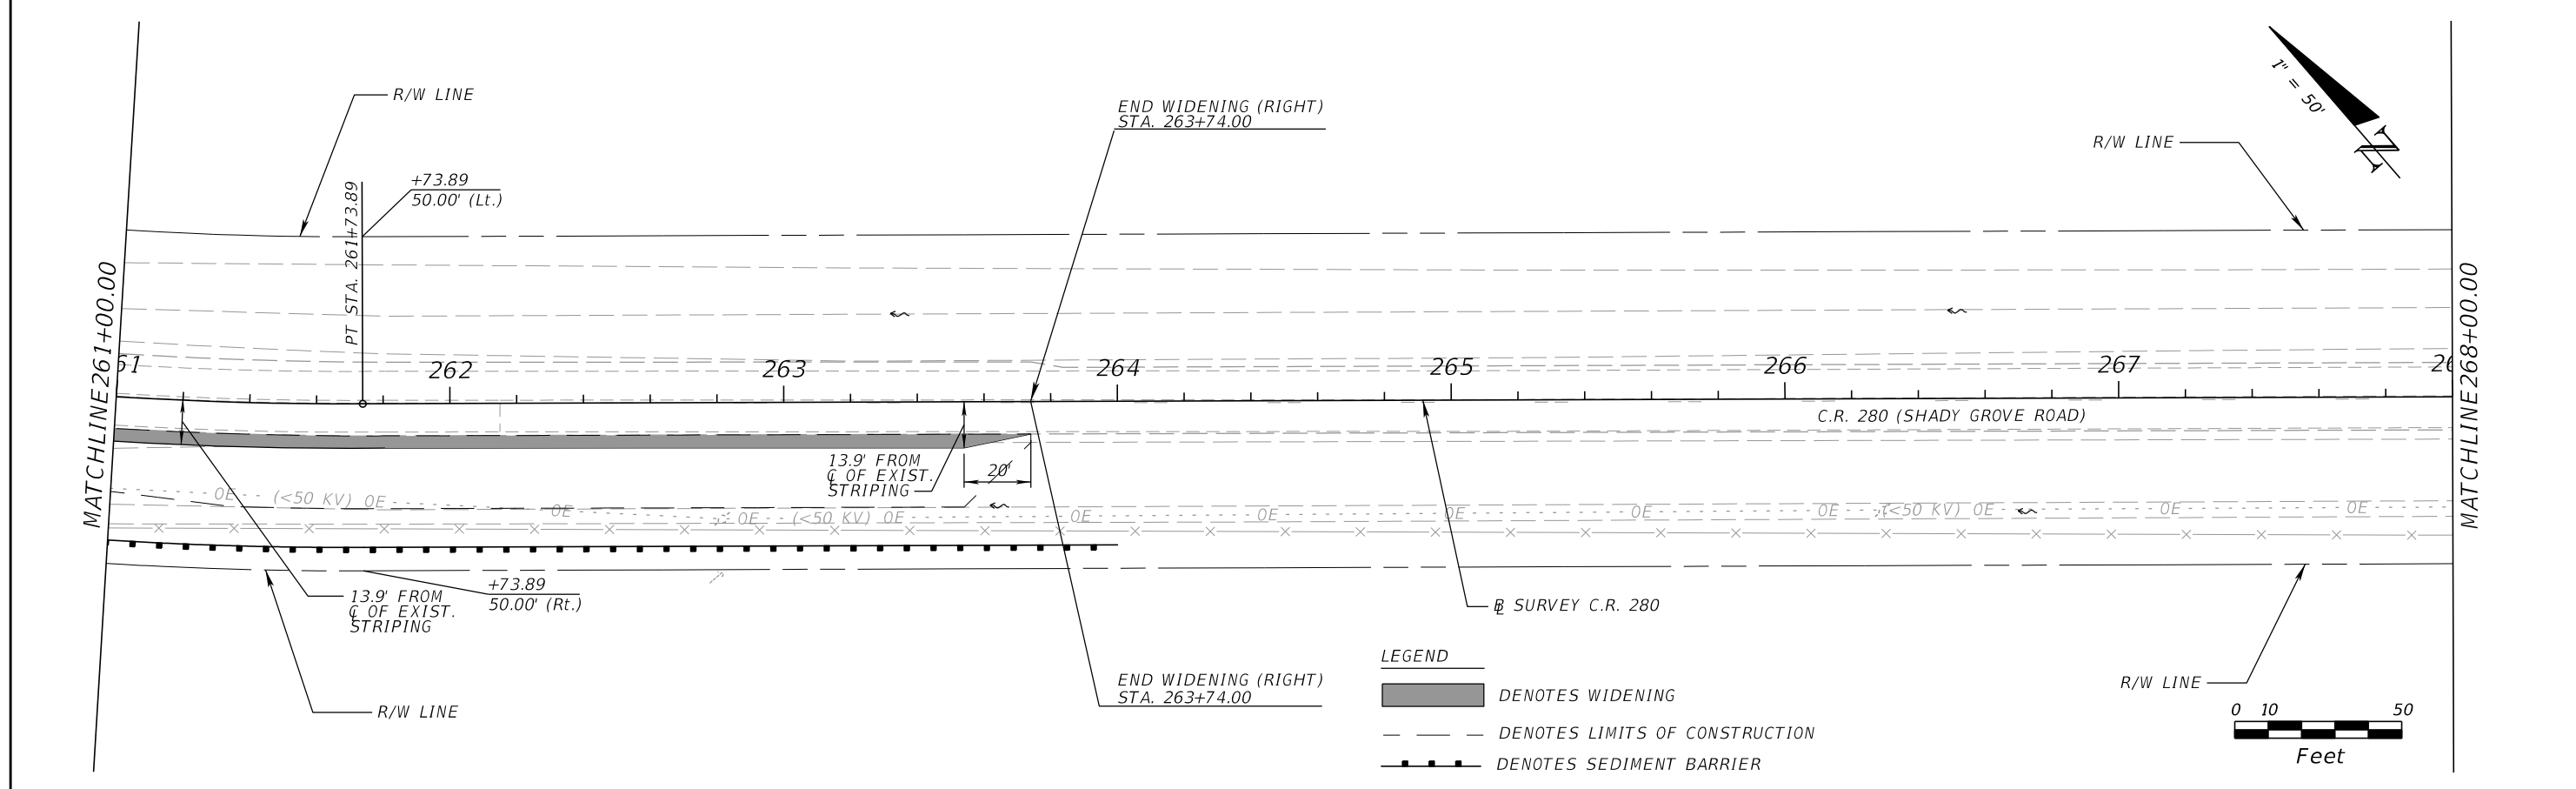 R/W LINE
END WIDENING (RIGHT)
STA. 263+74.00
1" = 50'
N
R/W LINE
+73.89
50.00' (Lt.)
PT STA. 261+73.89
MATCHLINE 261+00.00
MATCHLINE 268+00.00
61
262
263
264
265
266
267
26
C.R. 280 (SHADY GROVE ROAD)
13.9' FROM
℄ OF EXIST.
STRIPING
20'
OE (<50 KV) OE OE OE (<50 KV) OE OE OE OE OE OE (<50 KV) OE OE OE
+73.89
50.00' (Rt.)
13.9' FROM
℄ OF EXIST.
STRIPING
BL SURVEY C.R. 280
R/W LINE
END WIDENING (RIGHT)
STA. 263+74.00
R/W LINE
LEGEND
DENOTES WIDENING
DENOTES LIMITS OF CONSTRUCTION
DENOTES SEDIMENT BARRIER
0 10 50
Feet